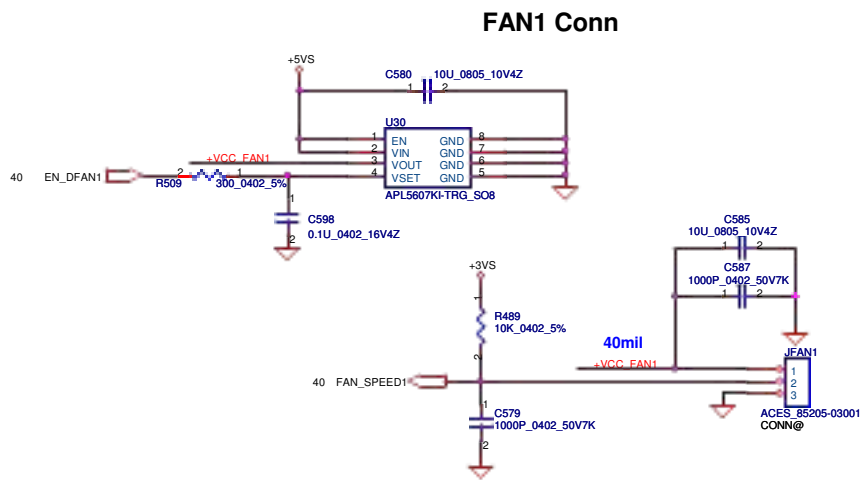 FAN1 Conn
+5VS
C580
10U_0805_10V4Z
1 2
U30
1 EN GND 8
2 VIN GND 7
+VCC_FAN1
3 VOUT GND 6
4 VSET GND 5
APL5607KI-TRG_SO8
40 EN_DFAN1
2 1
R509 300_0402_5%
1
C598
0.1U_0402_16V4Z
2
C585
10U_0805_10V4Z
1 2
C587
1000P_0402_50V7K
1 2
+3VS
1
R489
10K_0402_5%
2
40mil
+VCC_FAN1
JFAN1
1
2
3
ACES_85205-03001
CONN@
40 FAN_SPEED1
1
C579
1000P_0402_50V7K
2